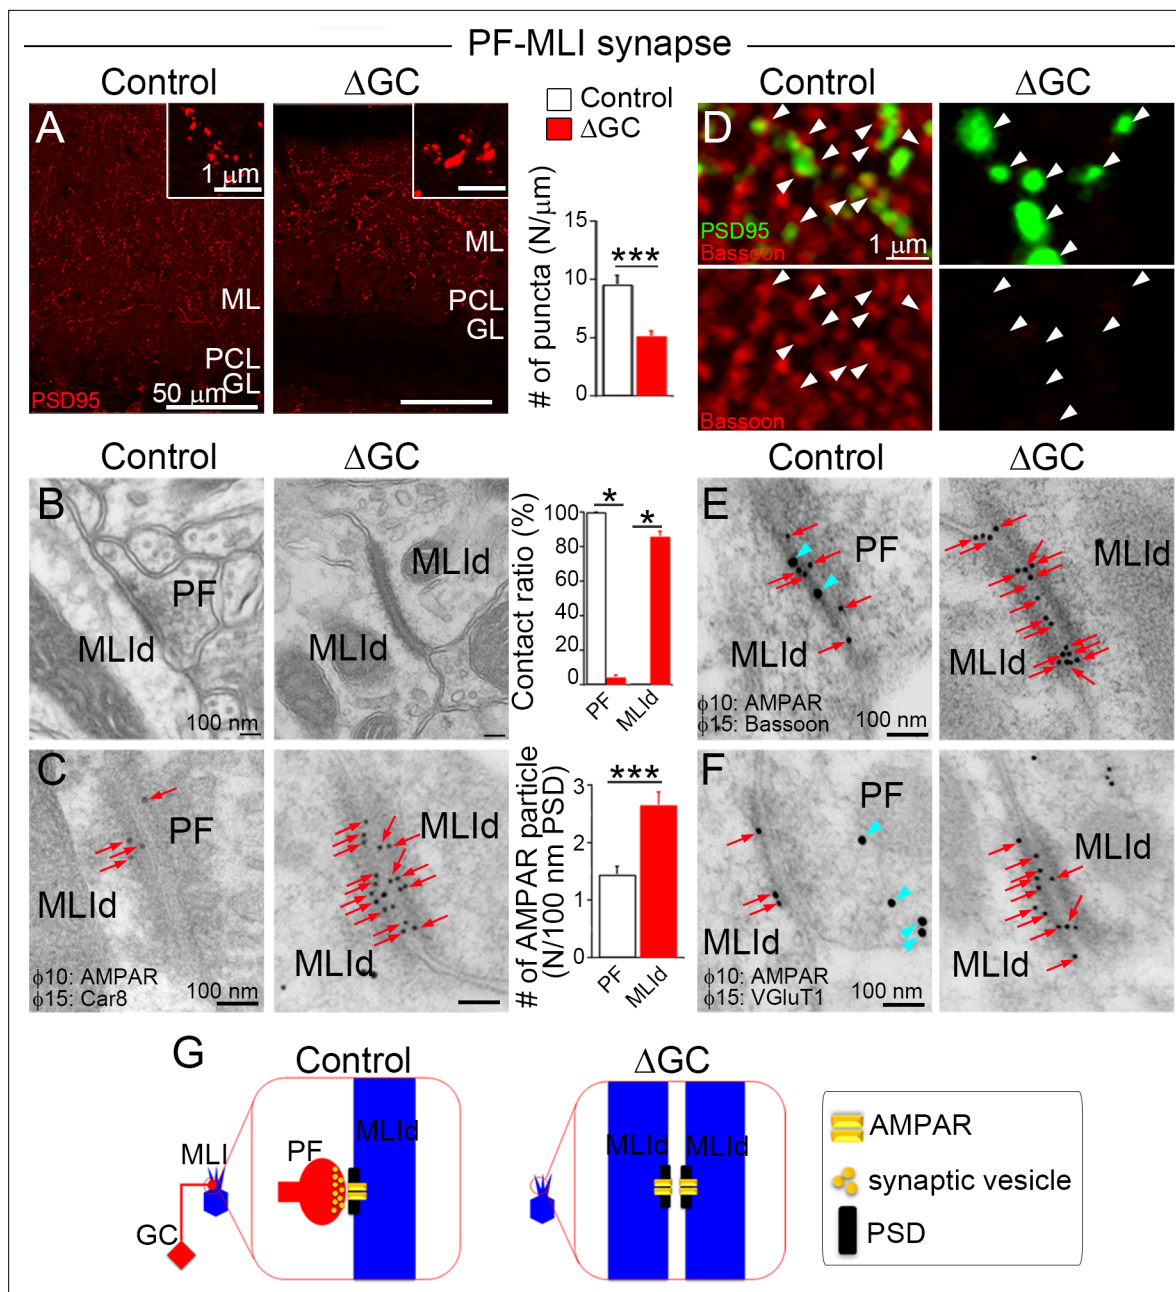 PF-MLI synapse
Control
ΔGC
Control
ΔGC
A
1 μm
ML
PCL
GL
PSD95
50 μm
ML
PCL
GL
Control
ΔGC
# of puncta (N/μm)
15
10
5
0
***
D
PSD95
Bassoon
1 μm
Bassoon
Control
ΔGC
Control
ΔGC
B
PF
MLId
100 nm
MLId
MLId
Contact ratio (%)
100
80
60
40
20
0
*
*
PF
MLId
E
PF
MLId
ϕ10: AMPAR
ϕ15: Bassoon
100 nm
MLId
MLId
C
PF
MLId
ϕ10: AMPAR
ϕ15: Car8
100 nm
MLId
MLId
# of AMPAR particle
(N/100 nm PSD)
3
2
1
0
***
PF
MLId
F
PF
MLId
ϕ10: AMPAR
ϕ15: VGluT1
100 nm
MLId
MLId
G
Control
ΔGC
MLI
GC
PF
MLId
MLId
MLId
AMPAR
synaptic vesicle
PSD